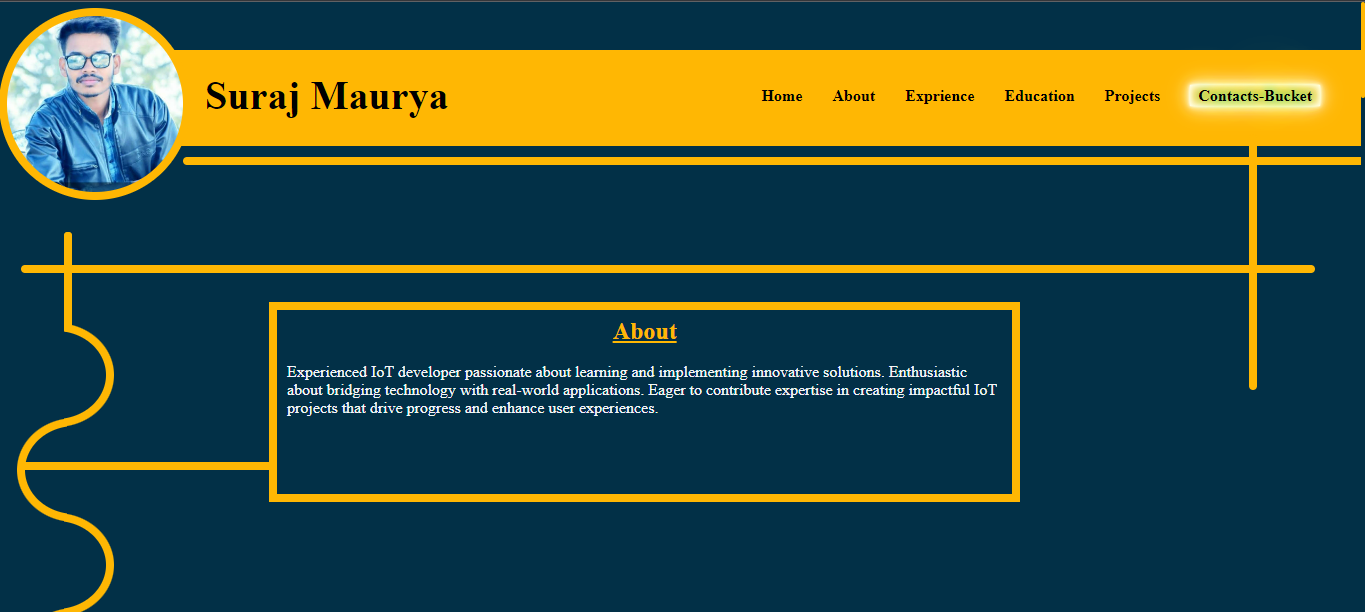 Suraj Maurya
Home About Exprience Education Projects Contacts-Bucket
About
Experienced IoT developer passionate about learning and implementing innovative solutions. Enthusiastic
about bridging technology with real-world applications. Eager to contribute expertise in creating impactful IoT
projects that drive progress and enhance user experiences.